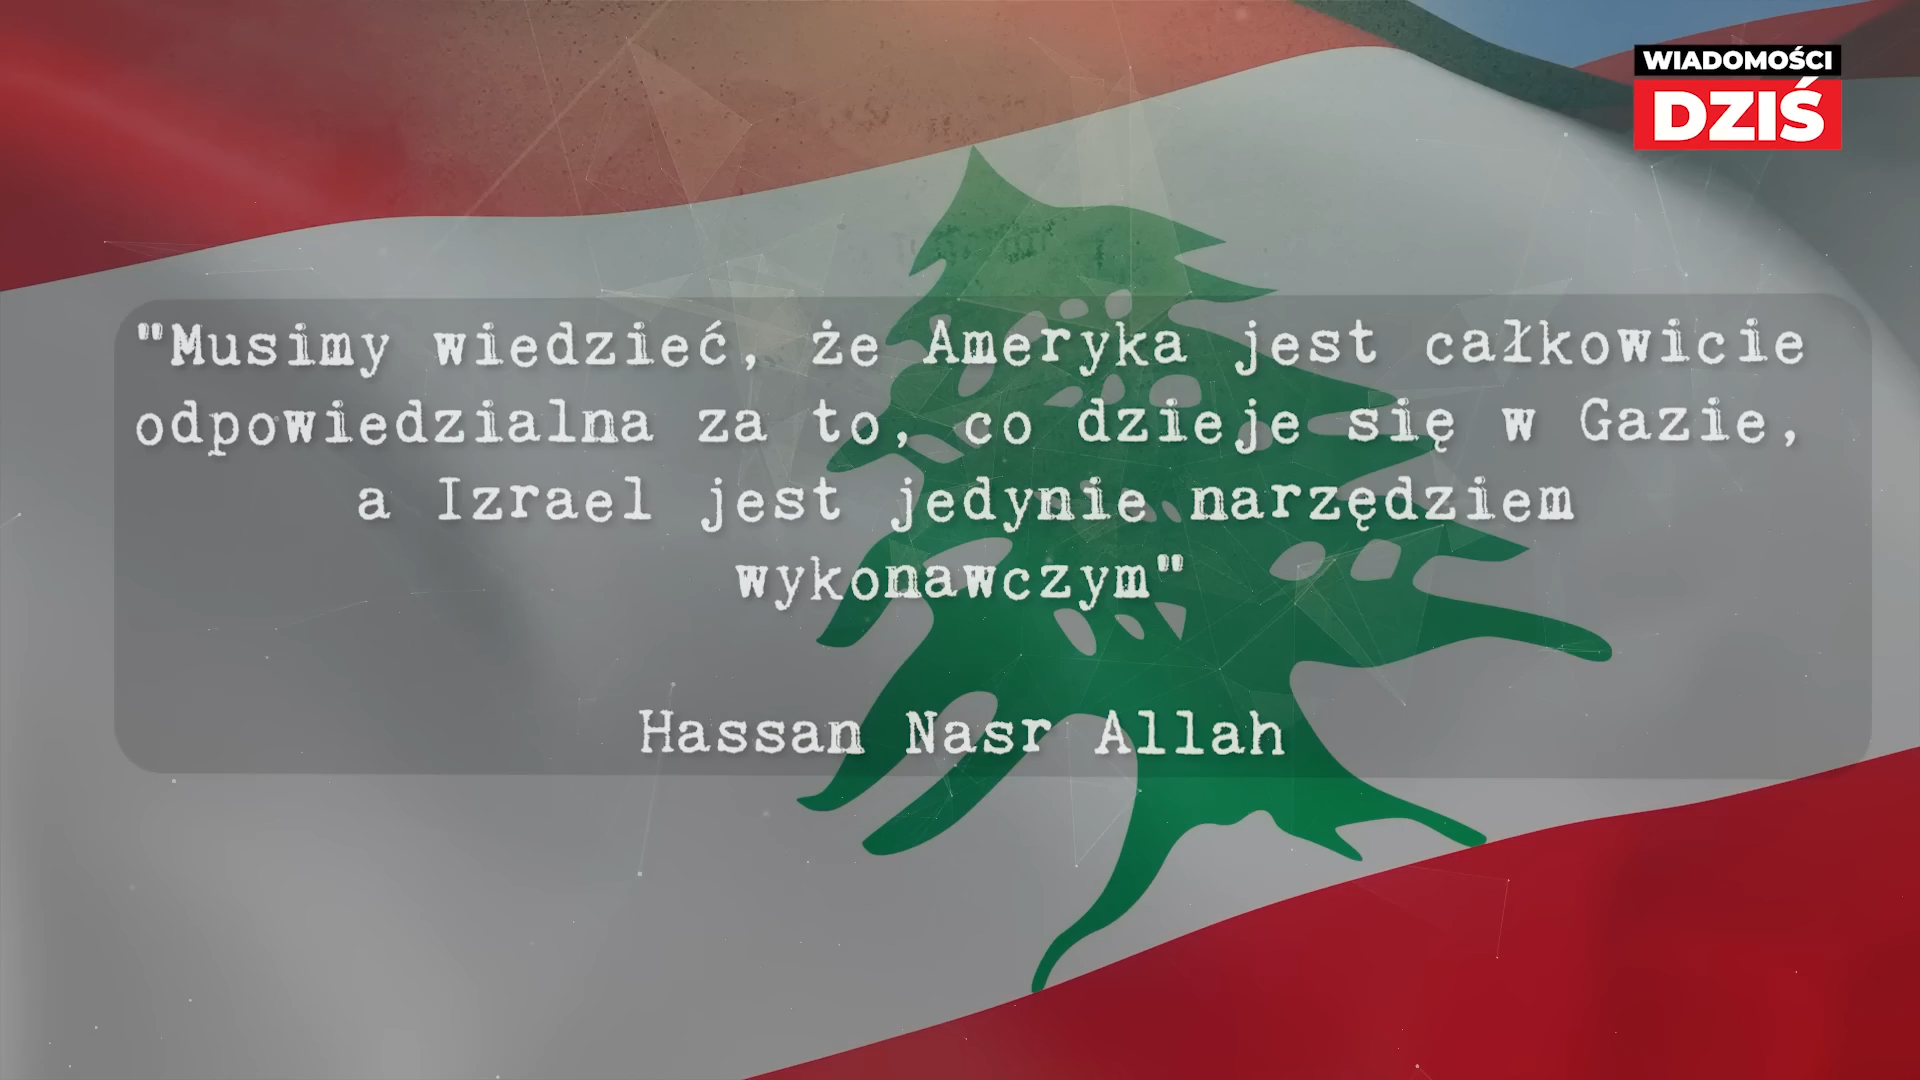 WIADOMOŚCI
DZIŚ
"Musimy wiedzieć, że Ameryka jest całkowicie
odpowiedzialna za to, co dzieje się w Gazie,
a Izrael jest jedynie narzędziem
wykonawczym"
Hassan Nasr Allah